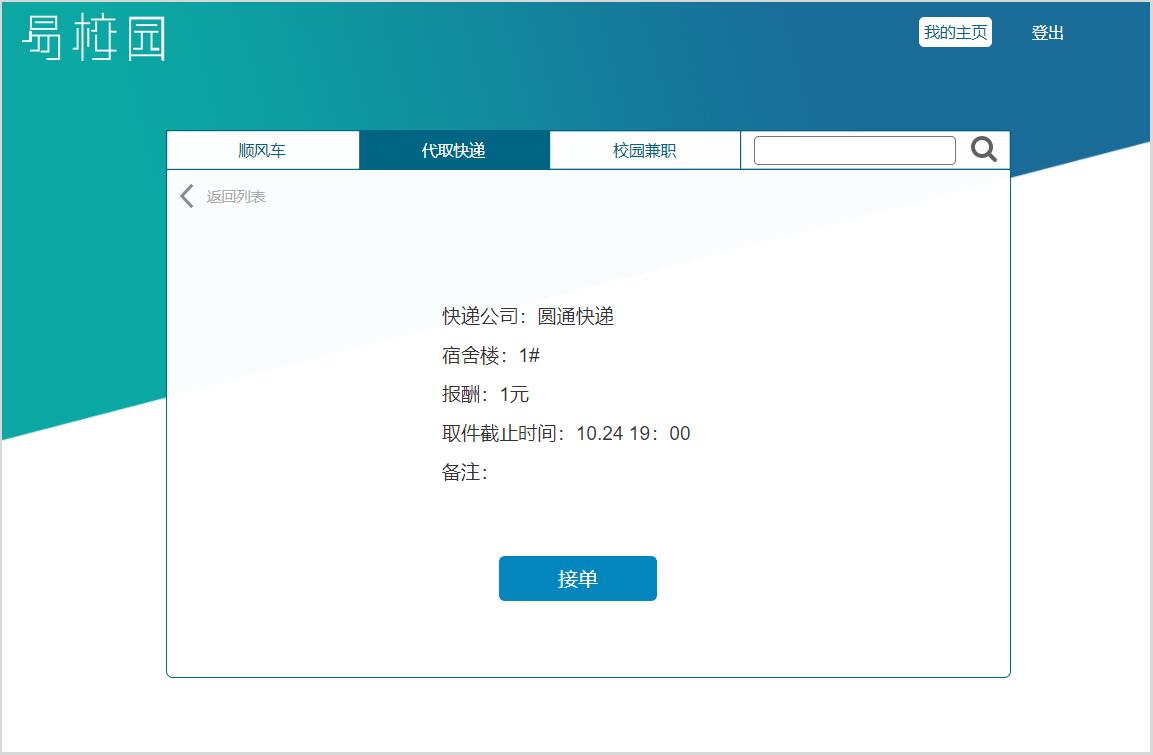 易校园
我的主页
登出
顺风车
代取快递
校园兼职
返回列表
快递公司：圆通快递
宿舍楼：1#
报酬：1元
取件截止时间：10.24 19：00
备注：
接单